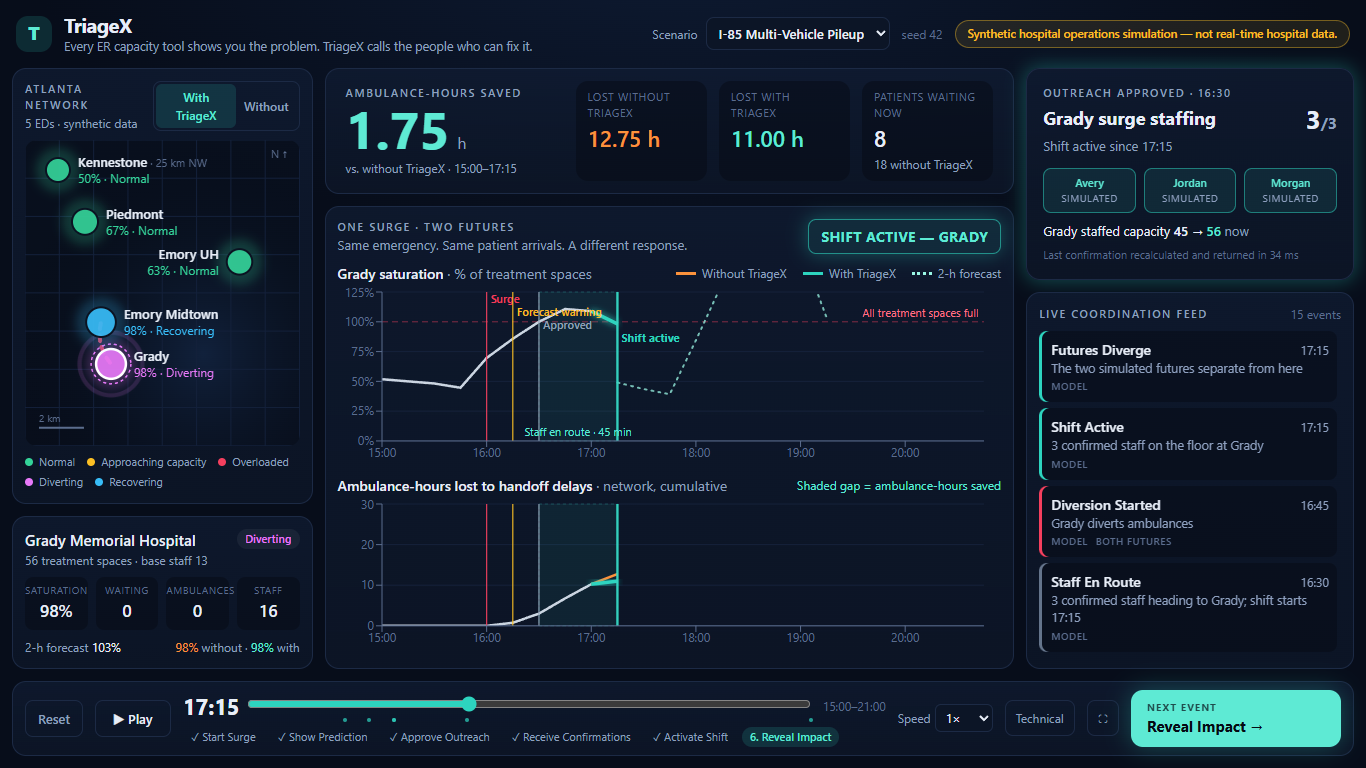 T
TriageX
Every ER capacity tool shows you the problem. TriageX calls the people who can fix it.
Scenario
I-85 Multi-Vehicle Pileup
seed 42
Synthetic hospital operations simulation — not real-time hospital data.
ATLANTA
NETWORK
5 EDs · synthetic data
With
TriageX
Without
N ↑
Kennestone · 25 km NW
50% · Normal
Piedmont
67% · Normal
Emory UH
63% · Normal
Emory Midtown
98% · Recovering
Grady
98% · Diverting
2 km
Normal
Approaching capacity
Overloaded
Diverting
Recovering
Grady Memorial Hospital
Diverting
56 treatment spaces · base staff 13
SATURATION
98%
WAITING
0
AMBULANCES
0
STAFF
16
2-h forecast 103%
98% without · 98% with
AMBULANCE-HOURS SAVED
1.75 h
vs. without TriageX · 15:00–17:15
LOST WITHOUT
TRIAGEX
12.75 h
LOST WITH
TRIAGEX
11.00 h
PATIENTS WAITING
NOW
8
18 without TriageX
ONE SURGE · TWO FUTURES
Same emergency. Same patient arrivals. A different response.
SHIFT ACTIVE — GRADY
Grady saturation · % of treatment spaces
Without TriageX
With TriageX
2-h forecast
125%
100%
75%
50%
25%
0%
Surge
Forecast warning
Approved
Shift active
All treatment spaces full
Staff en route · 45 min
15:00
16:00
17:00
18:00
19:00
20:00
Ambulance-hours lost to handoff delays · network, cumulative
Shaded gap = ambulance-hours saved
30
20
10
0
15:00
16:00
17:00
18:00
19:00
20:00
OUTREACH APPROVED · 16:30
Grady surge staffing
3/3
Shift active since 17:15
Avery
SIMULATED
Jordan
SIMULATED
Morgan
SIMULATED
Grady staffed capacity 45 → 56 now
Last confirmation recalculated and returned in 34 ms
LIVE COORDINATION FEED
15 events
Futures Diverge
17:15
The two simulated futures separate from here
MODEL
Shift Active
17:15
3 confirmed staff on the floor at Grady
MODEL
Diversion Started
16:45
Grady diverts ambulances
MODEL BOTH FUTURES
Staff En Route
16:30
3 confirmed staff heading to Grady; shift starts
17:15
MODEL
Reset
▶ Play
17:15
15:00–21:00
✓ Start Surge
✓ Show Prediction
✓ Approve Outreach
✓ Receive Confirmations
✓ Activate Shift
6. Reveal Impact
Speed
1×
Technical
NEXT EVENT
Reveal Impact →